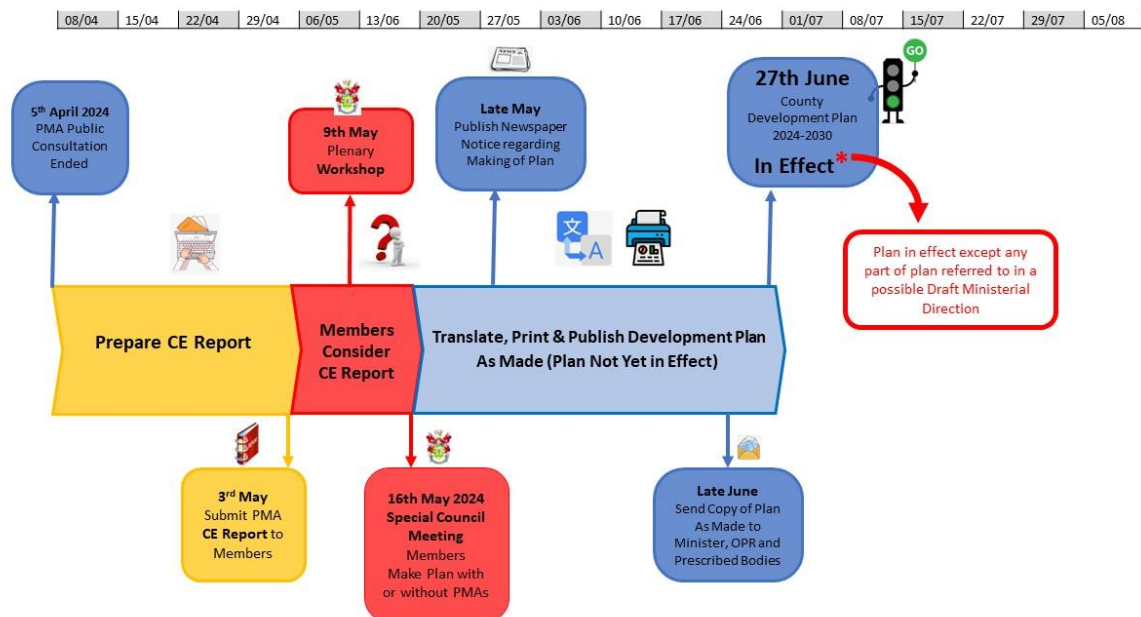 08/04 15/04 22/04 29/04 06/05 13/06 20/05 27/05 03/06 10/06 17/06 24/06 01/07 08/07 15/07 22/07 29/07 05/08
5th April 2024
PMA Public
Consultation
Ended
9th May
Plenary
Workshop
Late May
Publish Newspaper
Notice regarding
Making of Plan
27th June
County
Development Plan
2024-2030
In Effect*
GO
Plan in effect except any
part of plan referred to in a
possible Draft Ministerial
Direction
文
A
Prepare CE Report
Members
Consider
CE Report
Translate, Print & Publish Development Plan
As Made (Plan Not Yet in Effect)
3rd May
Submit PMA
CE Report to
Members
16th May 2024
Special Council
Meeting
Members
Make Plan with
or without PMAs
Late June
Send Copy of Plan
As Made to
Minister, OPR and
Prescribed Bodies